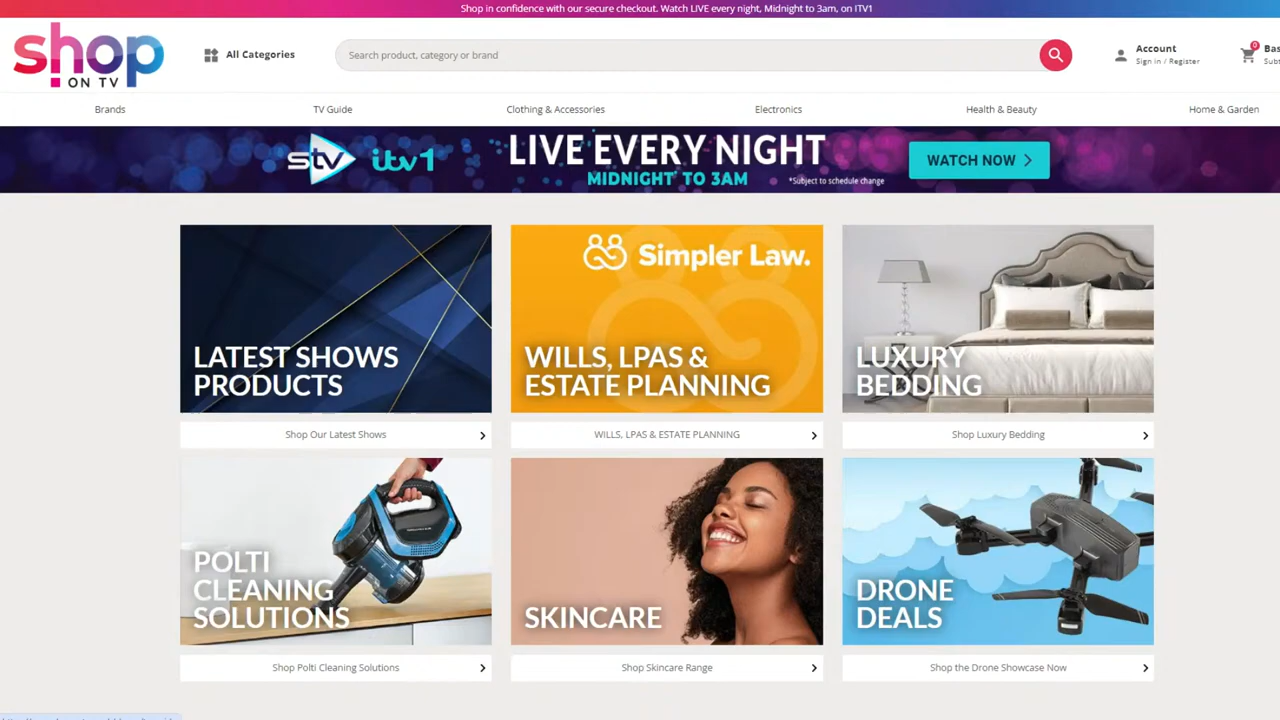 Shop in confidence with our secure checkout. Watch LIVE every night, Midnight to 3am, on ITV1
shop
ON TV
All Categories
Search product, category or brand
Account
Sign in / Register
0
Bas
Subt
Brands
TV Guide
Clothing & Accessories
Electronics
Health & Beauty
Home & Garden
stv
itv1
LIVE EVERY NIGHT
MIDNIGHT* TO 3AM
*Subject to schedule change
WATCH NOW
LATEST SHOWS
PRODUCTS
Shop Our Latest Shows
Simpler Law.
WILLS, LPAS &
ESTATE PLANNING
WILLS, LPAS & ESTATE PLANNING
LUXURY
BEDDING
Shop Luxury Bedding
POLTI
CLEANING
SOLUTIONS
Shop Polti Cleaning Solutions
SKINCARE
Shop Skincare Range
DRONE
DEALS
Shop the Drone Showcase Now